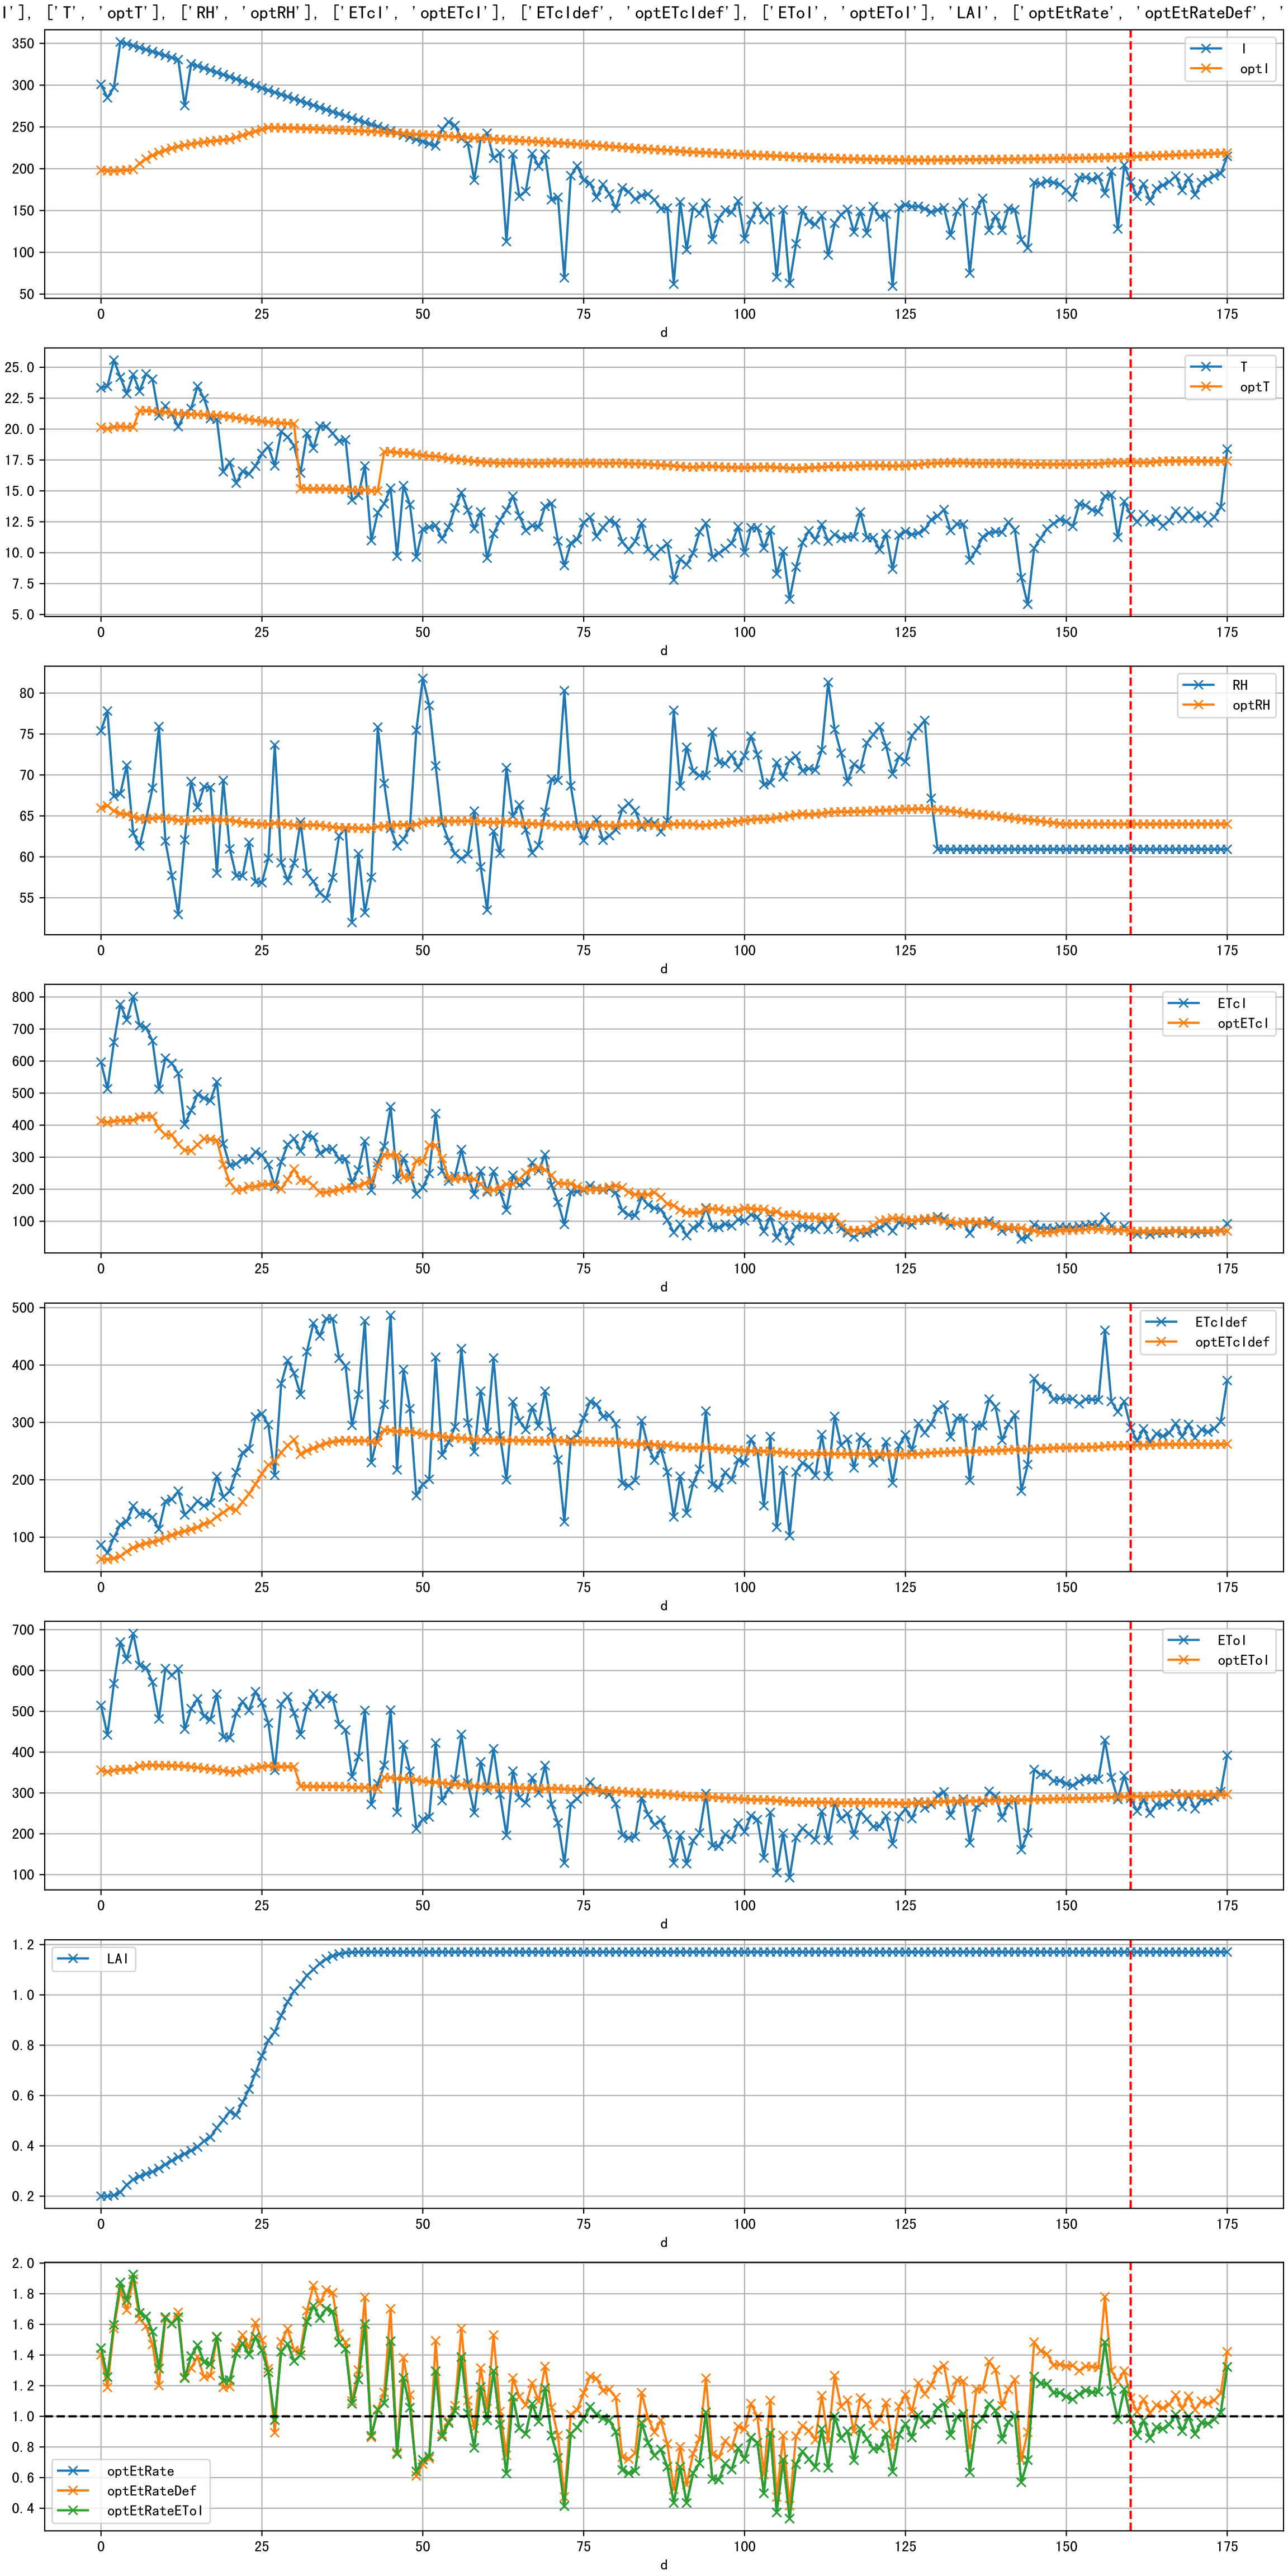 I'], ['T', 'optT'], ['RH', 'optRH'], ['ETcI', 'optETcI'], ['ETcIdef', 'optETcIdef'], ['EToI', 'optEToI'], 'LAI', ['optEtRate', 'optEtRateDef', '
350
300
250
200
150
100
50
I
optI
0 25 50 75 100 125 150 175
d
25.0
22.5
20.0
17.5
15.0
12.5
10.0
7.5
5.0
T
optT
0 25 50 75 100 125 150 175
d
80
75
70
65
60
55
RH
optRH
0 25 50 75 100 125 150 175
d
800
700
600
500
400
300
200
100
ETcI
optETcI
0 25 50 75 100 125 150 175
d
500
400
300
200
100
ETcIdef
optETcIdef
0 25 50 75 100 125 150 175
d
700
600
500
400
300
200
100
EToI
optEToI
0 25 50 75 100 125 150 175
d
1.2
1.0
0.8
0.6
0.4
0.2
LAI
0 25 50 75 100 125 150 175
d
2.0
1.8
1.6
1.4
1.2
1.0
0.8
0.6
0.4
optEtRate
optEtRateDef
optEtRateEToI
0 25 50 75 100 125 150 175
d